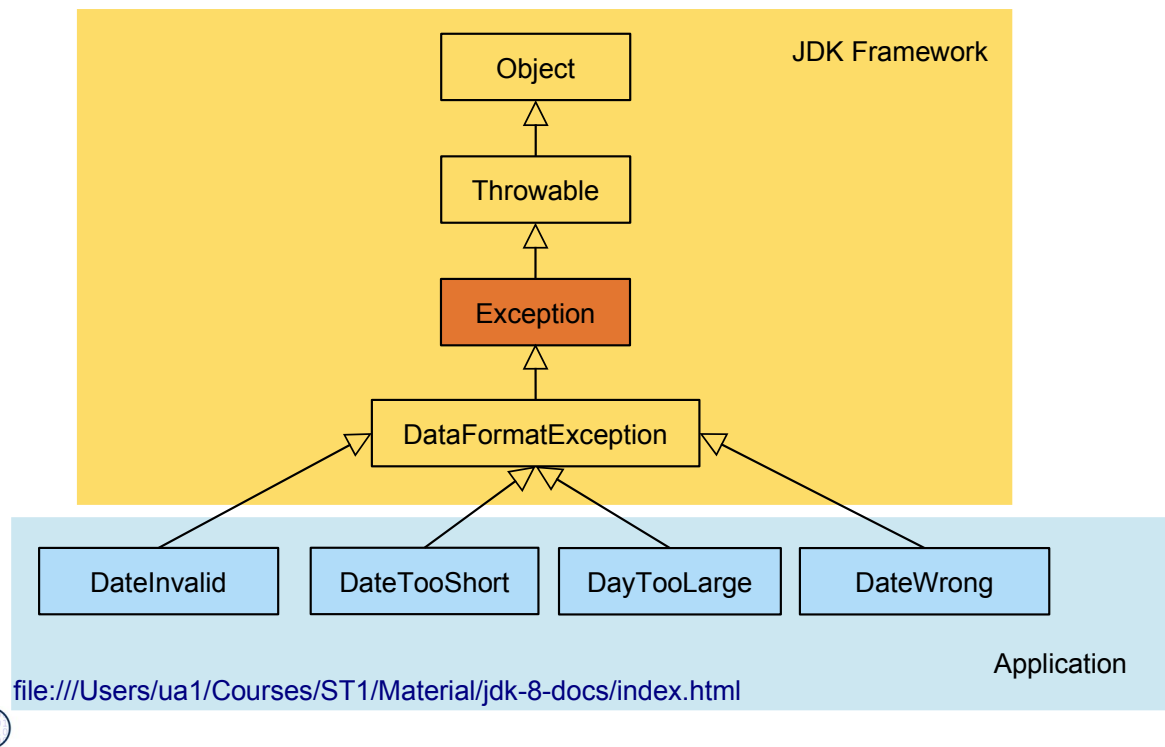 JDK Framework
Object
Throwable
Exception
DataFormatException
DateInvalid
DateTooShort
DayTooLarge
DateWrong
Application
file:///Users/ua1/Courses/ST1/Material/jdk-8-docs/index.html